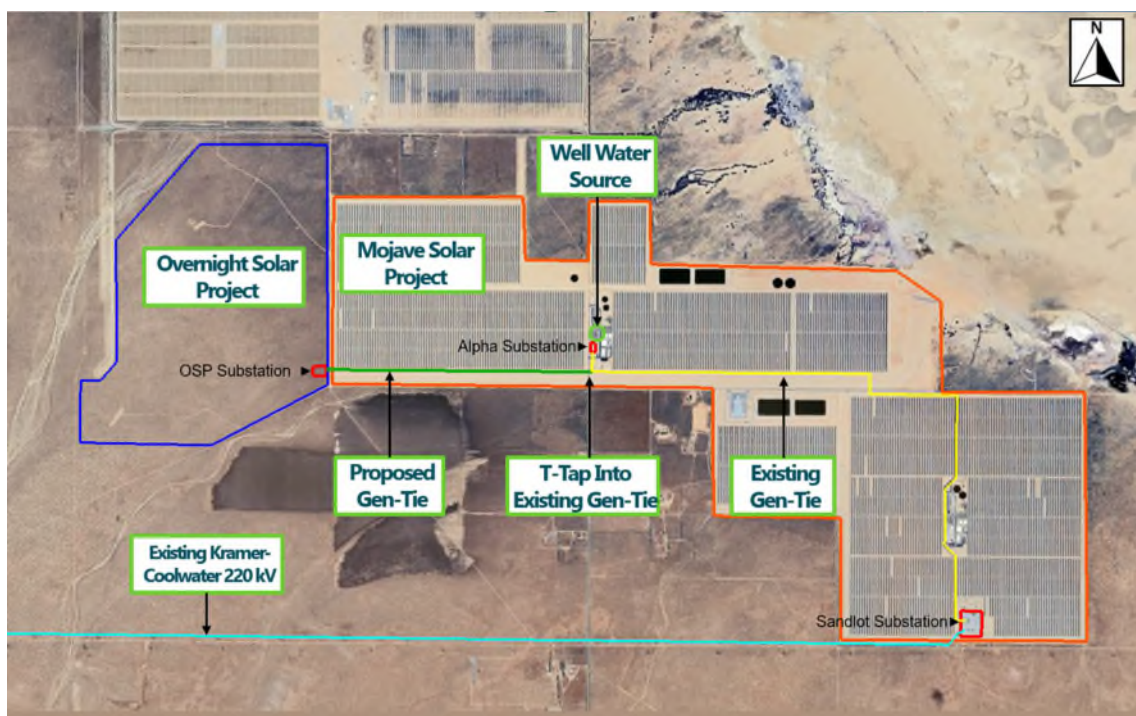 N
Well Water
Source
Overnight Solar
Project
Mojave Solar
Project
Alpha Substation
OSP Substation
Proposed
Gen-Tie
T-Tap Into
Existing Gen-Tie
Existing
Gen-Tie
Existing Kramer-
Coolwater 220 kV
Sandlot Substation